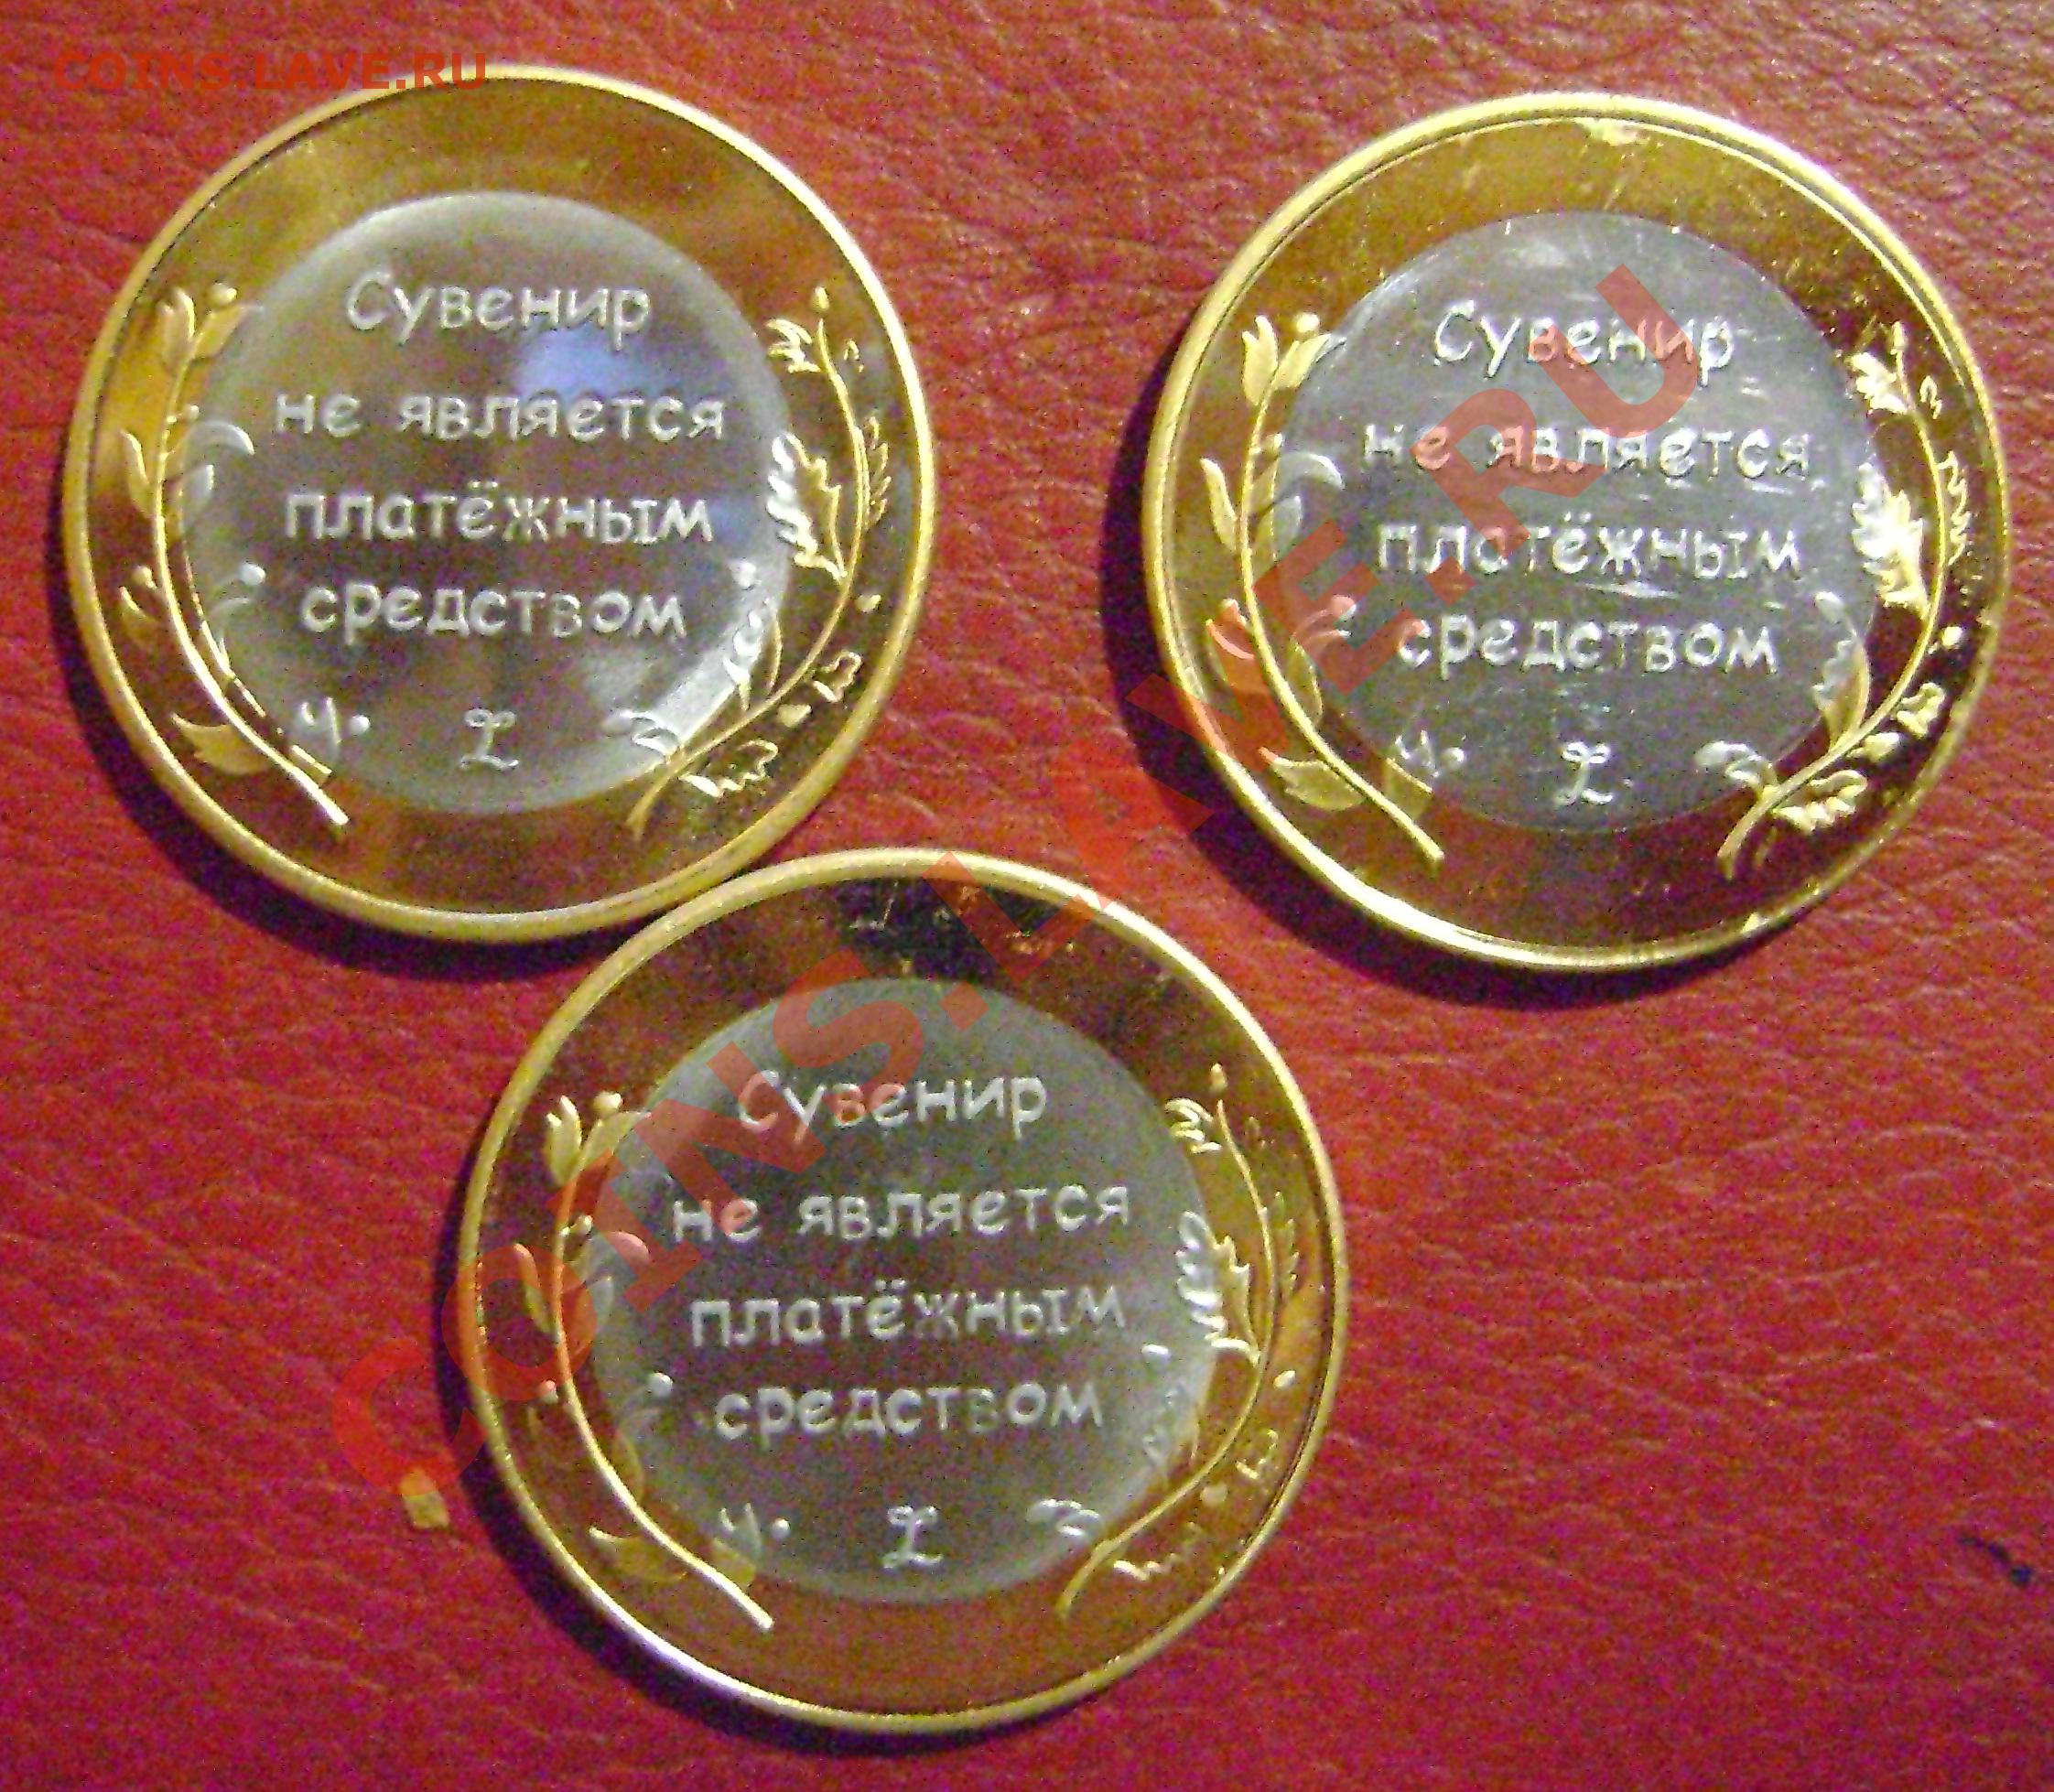 COINS.LAVE.RU
Сувенир
не является
платёжным
средством
Сувенир
не является
платёжным
средством
COINS.LAVE.RU
Сувенир
не является
платёжным
средством